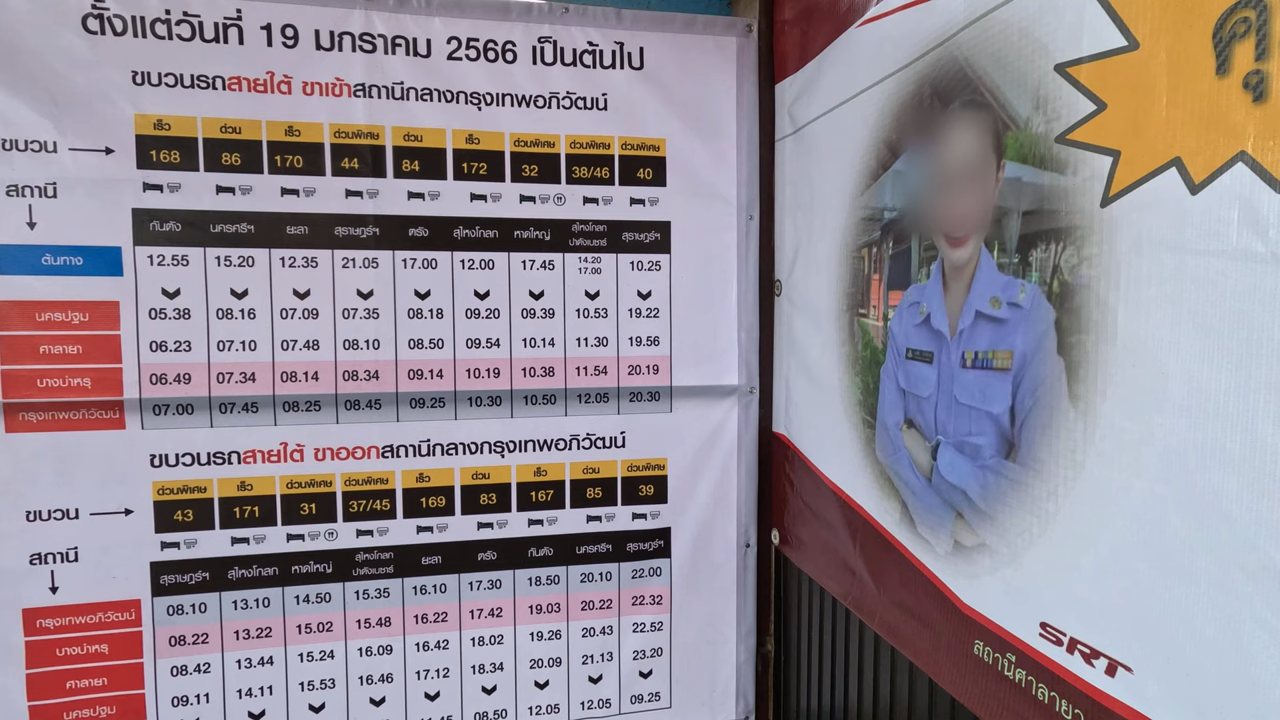 ตั้งแต่วันที่ 19 มกราคม 2566 เป็นต้นไป
ขบวนรถสายใต้ ขาเข้าสถานีกลางกรุงเทพอภิวัฒน์
ขบวน เร็ว ด่วน เร็ว ด่วนพิเศษ ด่วน เร็ว ด่วนพิเศษ ด่วนพิเศษ ด่วนพิเศษ
168 86 170 44 84 172 32 38/46 40
สถานี
กันตัง นครศรีฯ ยะลา สุราษฎร์ฯ ตรัง สุไหงโกลก หาดใหญ่ สุไหงโกลก ปาดังเบซาร์ สุราษฎร์ฯ
ต้นทาง 12.55 15.20 12.35 21.05 17.00 12.00 17.45 14.20 17.00 10.25
นครปฐม 05.38 08.16 07.09 07.35 08.18 09.20 09.39 10.53 19.22
ศาลายา 06.23 07.10 07.48 08.10 08.50 09.54 10.14 11.30 19.56
บางบำหรุ 06.49 07.34 08.14 08.34 09.14 10.19 10.38 11.54 20.19
กรุงเทพอภิวัฒน์ 07.00 07.45 08.25 08.45 09.25 10.30 10.50 12.05 20.30
ขบวนรถสายใต้ ขาออกสถานีกลางกรุงเทพอภิวัฒน์
ขบวน ด่วนพิเศษ เร็ว ด่วนพิเศษ ด่วนพิเศษ เร็ว ด่วน เร็ว ด่วน ด่วนพิเศษ
43 171 31 37/45 169 83 167 85 39
สถานี
สุราษฎร์ฯ สุไหงโกลก หาดใหญ่ สุไหงโกลก ปาดังเบซาร์ ยะลา ตรัง กันตัง นครศรีฯ สุราษฎร์ฯ
กรุงเทพอภิวัฒน์ 08.10 13.10 14.50 15.35 16.10 17.30 18.50 20.10 22.00
บางบำหรุ 08.22 13.22 15.02 15.48 16.22 17.42 19.03 20.22 22.32
ศาลายา 08.42 13.44 15.24 16.09 16.42 18.02 19.26 20.43 22.52
นครปฐม 09.11 14.11 15.53 16.46 17.12 18.34 20.09 21.13 23.20
08.50 12.05 12.05 09.25
SRT
สถานีศาลายา